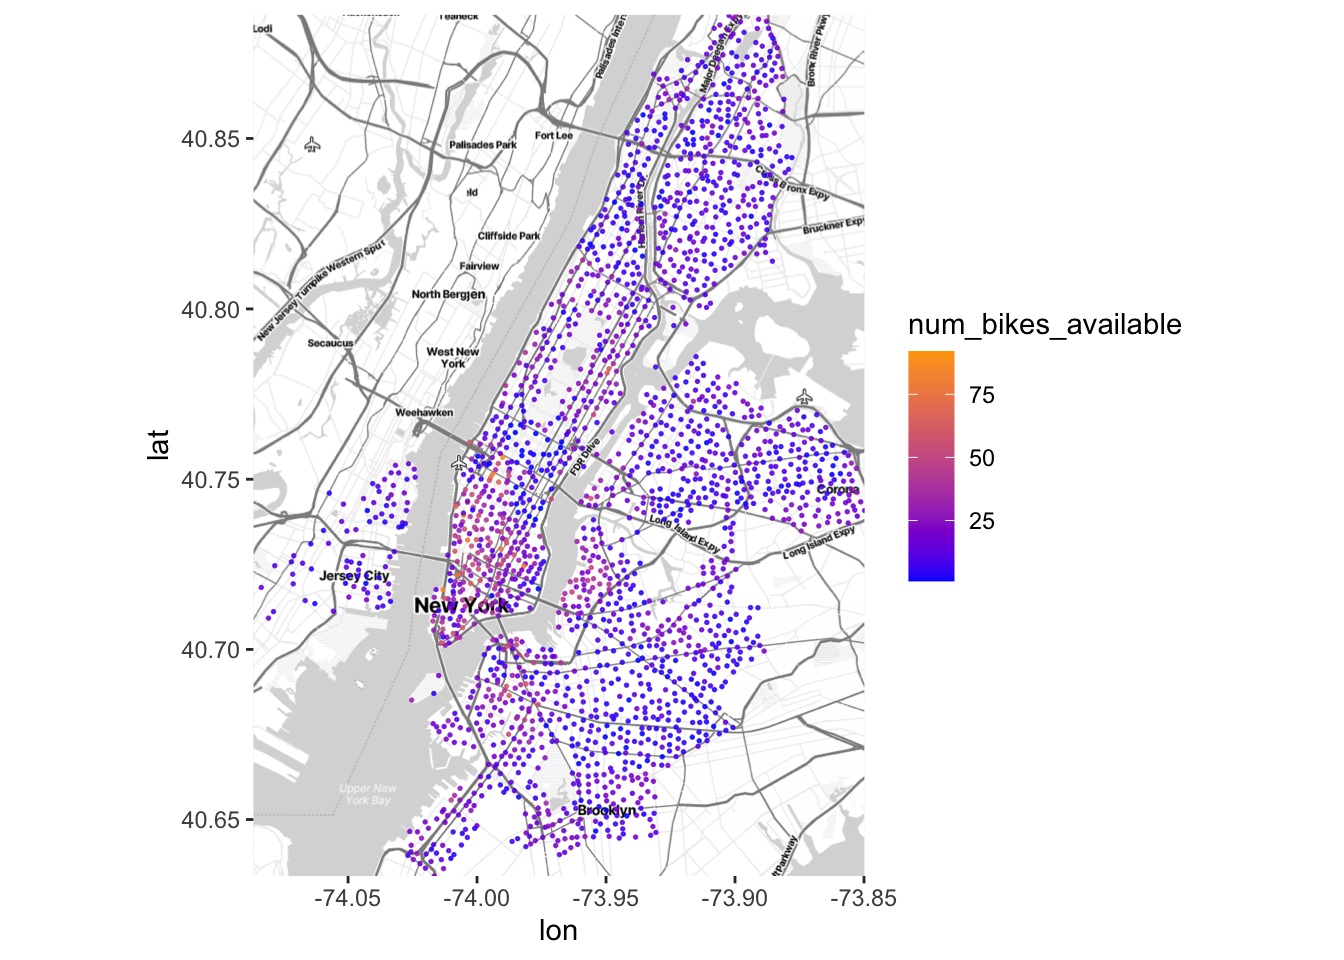 Teaneck
Lodi
Palisades Inter
Major Deegan Expy
Bronx River Pkwy
40.85
Fort Lee
Palisades Park
eld
Cross Bronx Expy
Harlem River Dr
Bruckner Expy
Cliffside Park
New Jersey Turnpike Western Spur
Fairview
North Bergen
40.80
num_bikes_available
Secaucus
West New
York
75
Weehawken
lat
FDR Drive
50
40.75
Corona
25
Long Island Expy
Long Island Expy
Jersey City
New York
40.70
Upper New
York Bay
Brooklyn
40.65
Parkway
-74.05
-74.00
-73.95
-73.90
-73.85
lon